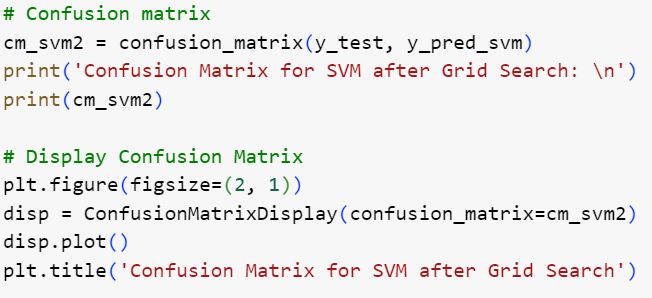 # Confusion matrix
cm_svm2 = confusion_matrix(y_test, y_pred_svm)
print('Confusion Matrix for SVM after Grid Search: \n')
print(cm_svm2)

# Display Confusion Matrix
plt.figure(figsize=(2, 1))
disp = ConfusionMatrixDisplay(confusion_matrix=cm_svm2)
disp.plot()
plt.title('Confusion Matrix for SVM after Grid Search')